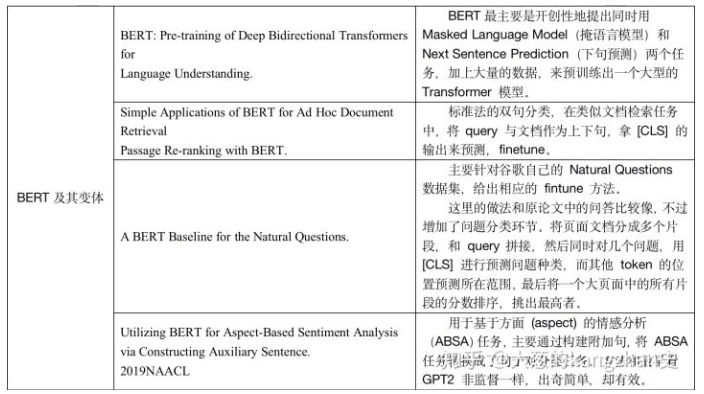 BERT 及其变体
BERT: Pre-training of Deep Bidirectional Transformers
for
Language Understanding.
BERT 最主要是开创性地提出同时用
Masked Language Model（掩语言模型）和
Next Sentence Prediction（下句预测）两个任
务，加上大量的数据，来预训练出一个大型的
Transformer 模型。
Simple Applications of BERT for Ad Hoc Document
Retrieval
Passage Re-ranking with BERT.
标准法的双句分类，在类似文档检索任务
中，将 query 与文档作为上下句，拿 [CLS] 的
输出来预测，finetune。
A BERT Baseline for the Natural Questions.
主要针对谷歌自己的 Natural Questions
数据集，给出相应的 fintune 方法。
这里的做法和原论文中的问答比较像，不过
增加了问题分类环节。将页面文档分成多个片
段，和 query 拼接，然后同时对几个问题，用
[CLS] 进行预测问题种类，而其他 token 的位
置预测所在范围，最后将一个大页面中的所有片
段的分数排序，挑出最高者。
Utilizing BERT for Aspect-Based Sentiment Analysis
via Constructing Auxiliary Sentence.
2019NAACL
用于基于方面 (aspect) 的情感分析
（ABSA）任务，主要通过构建附加句，将 ABSA
任务转换成了句子对分类任务，
GPT2 非监督一样，出奇简单，却有效。
知乎